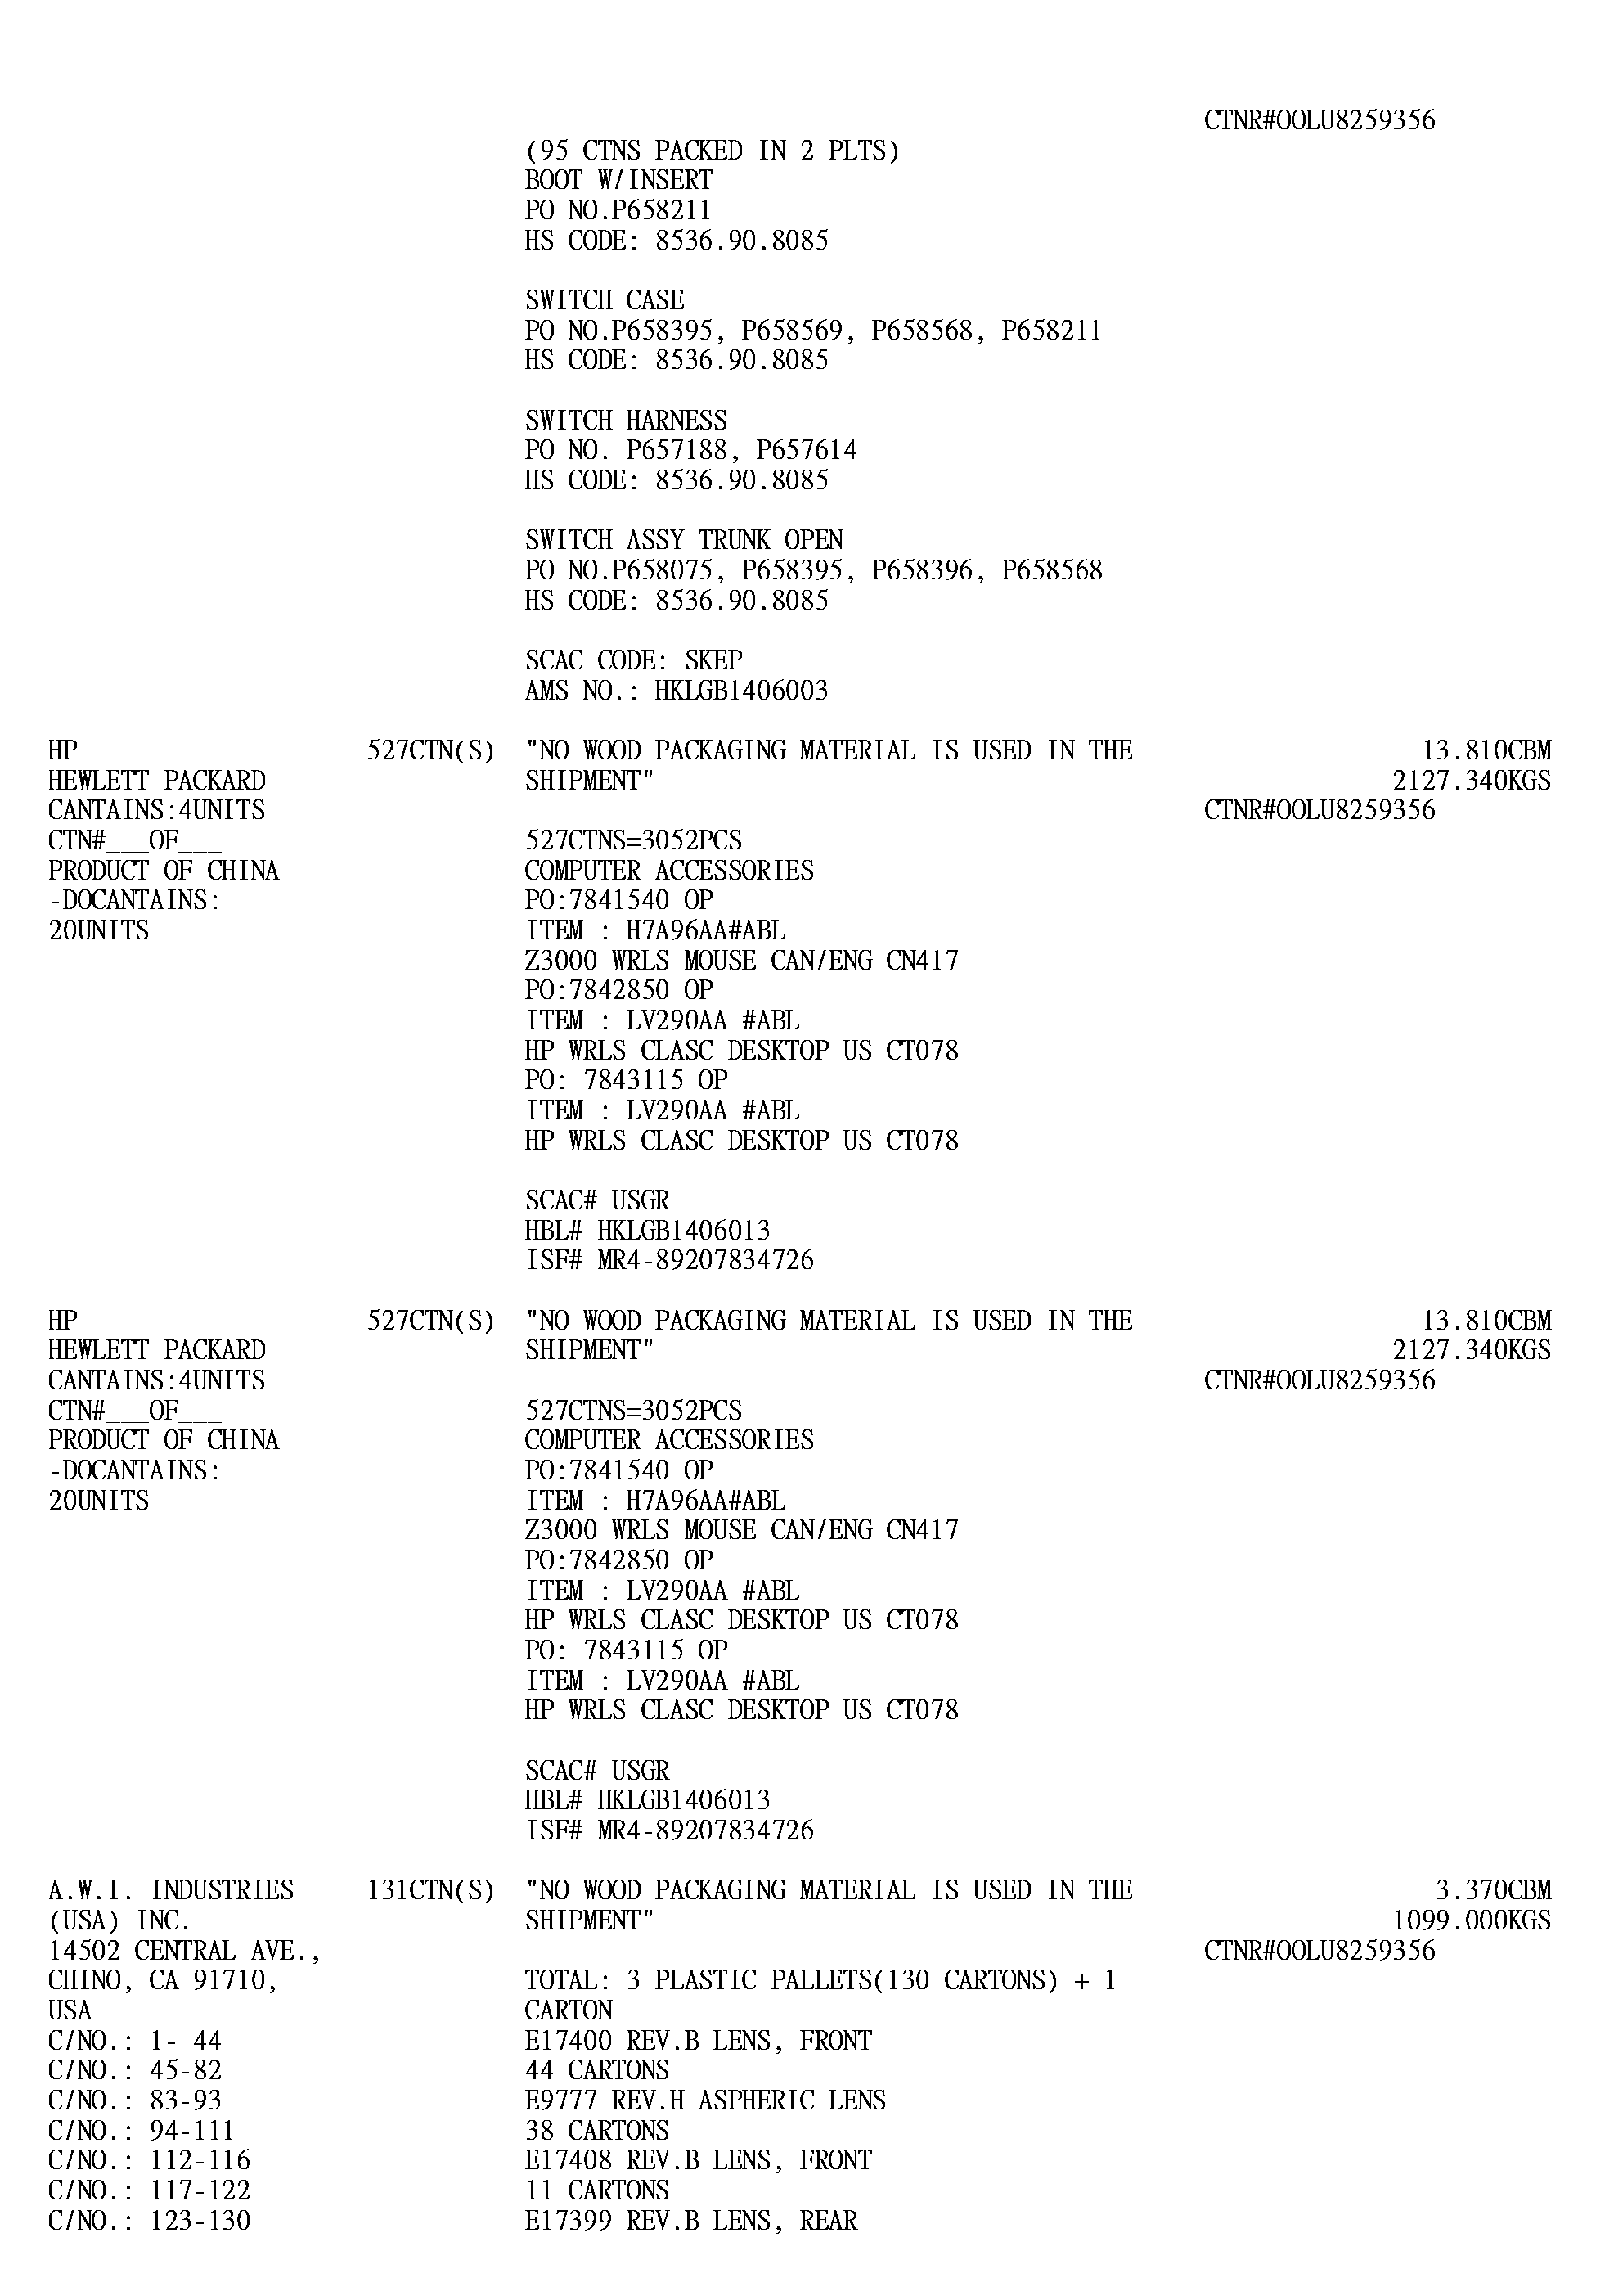 CTNR#OOLU8259356
(95 CTNS PACKED IN 2 PLTS)
BOOT W/INSERT
PO NO.P658211
HS CODE: 8536.90.8085
SWITCH CASE
PO NO.P658395, P658569, P658568, P658211
HS CODE: 8536.90.8085
SWITCH HARNESS
PO NO. P657188, P657614
HS CODE: 8536.90.8085
SWITCH ASSY TRUNK OPEN
PO NO.P658075, P658395, P658396, P658568
HS CODE: 8536.90.8085
SCAC CODE: SKEP
AMS NO.: HKLGB1406003
HP 527CTN(S) "NO WOOD PACKAGING MATERIAL IS USED IN THE 13.810CBM
HEWLETT PACKARD SHIPMENT" 2127.340KGS
CANTAINS:4UNITS CTNR#OOLU8259356
CTN#___OF___ 527CTNS=3052PCS
PRODUCT OF CHINA COMPUTER ACCESSORIES
-DOCANTAINS: PO:7841540 OP
20UNITS ITEM : H7A96AA#ABL
Z3000 WRLS MOUSE CAN/ENG CN417
PO:7842850 OP
ITEM : LV290AA #ABL
HP WRLS CLASC DESKTOP US CT078
PO: 7843115 OP
ITEM : LV290AA #ABL
HP WRLS CLASC DESKTOP US CT078
SCAC# USGR
HBL# HKLGB1406013
ISF# MR4-89207834726
HP 527CTN(S) "NO WOOD PACKAGING MATERIAL IS USED IN THE 13.810CBM
HEWLETT PACKARD SHIPMENT" 2127.340KGS
CANTAINS:4UNITS CTNR#OOLU8259356
CTN#___OF___ 527CTNS=3052PCS
PRODUCT OF CHINA COMPUTER ACCESSORIES
-DOCANTAINS: PO:7841540 OP
20UNITS ITEM : H7A96AA#ABL
Z3000 WRLS MOUSE CAN/ENG CN417
PO:7842850 OP
ITEM : LV290AA #ABL
HP WRLS CLASC DESKTOP US CT078
PO: 7843115 OP
ITEM : LV290AA #ABL
HP WRLS CLASC DESKTOP US CT078
SCAC# USGR
HBL# HKLGB1406013
ISF# MR4-89207834726
A.W.I. INDUSTRIES 131CTN(S) "NO WOOD PACKAGING MATERIAL IS USED IN THE 3.370CBM
(USA) INC. SHIPMENT" 1099.000KGS
14502 CENTRAL AVE., CTNR#OOLU8259356
CHINO, CA 91710, TOTAL: 3 PLASTIC PALLETS(130 CARTONS) + 1
USA CARTON
C/NO.: 1- 44 E17400 REV.B LENS, FRONT
C/NO.: 45-82 44 CARTONS
C/NO.: 83-93 E9777 REV.H ASPHERIC LENS
C/NO.: 94-111 38 CARTONS
C/NO.: 112-116 E17408 REV.B LENS, FRONT
C/NO.: 117-122 11 CARTONS
C/NO.: 123-130 E17399 REV.B LENS, REAR